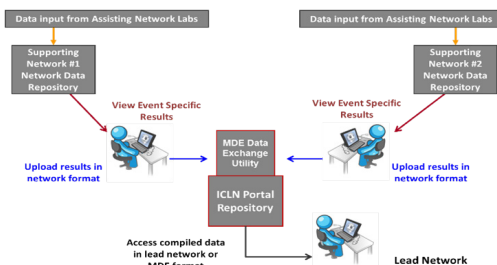 Data input from Assisting Network Labs
Data input from Assisting Network Labs
Supporting
Network #1
Network Data
Repository
Supporting
Network #2
Network Data
Repository
View Event Specific
Results
View Event Specific
Results
MDE Data
Exchange
Utility
Upload results in
network format
Upload results in
network format
ICLN Portal
Repository
Access compiled data
in lead network or
MDE format
Lead Network